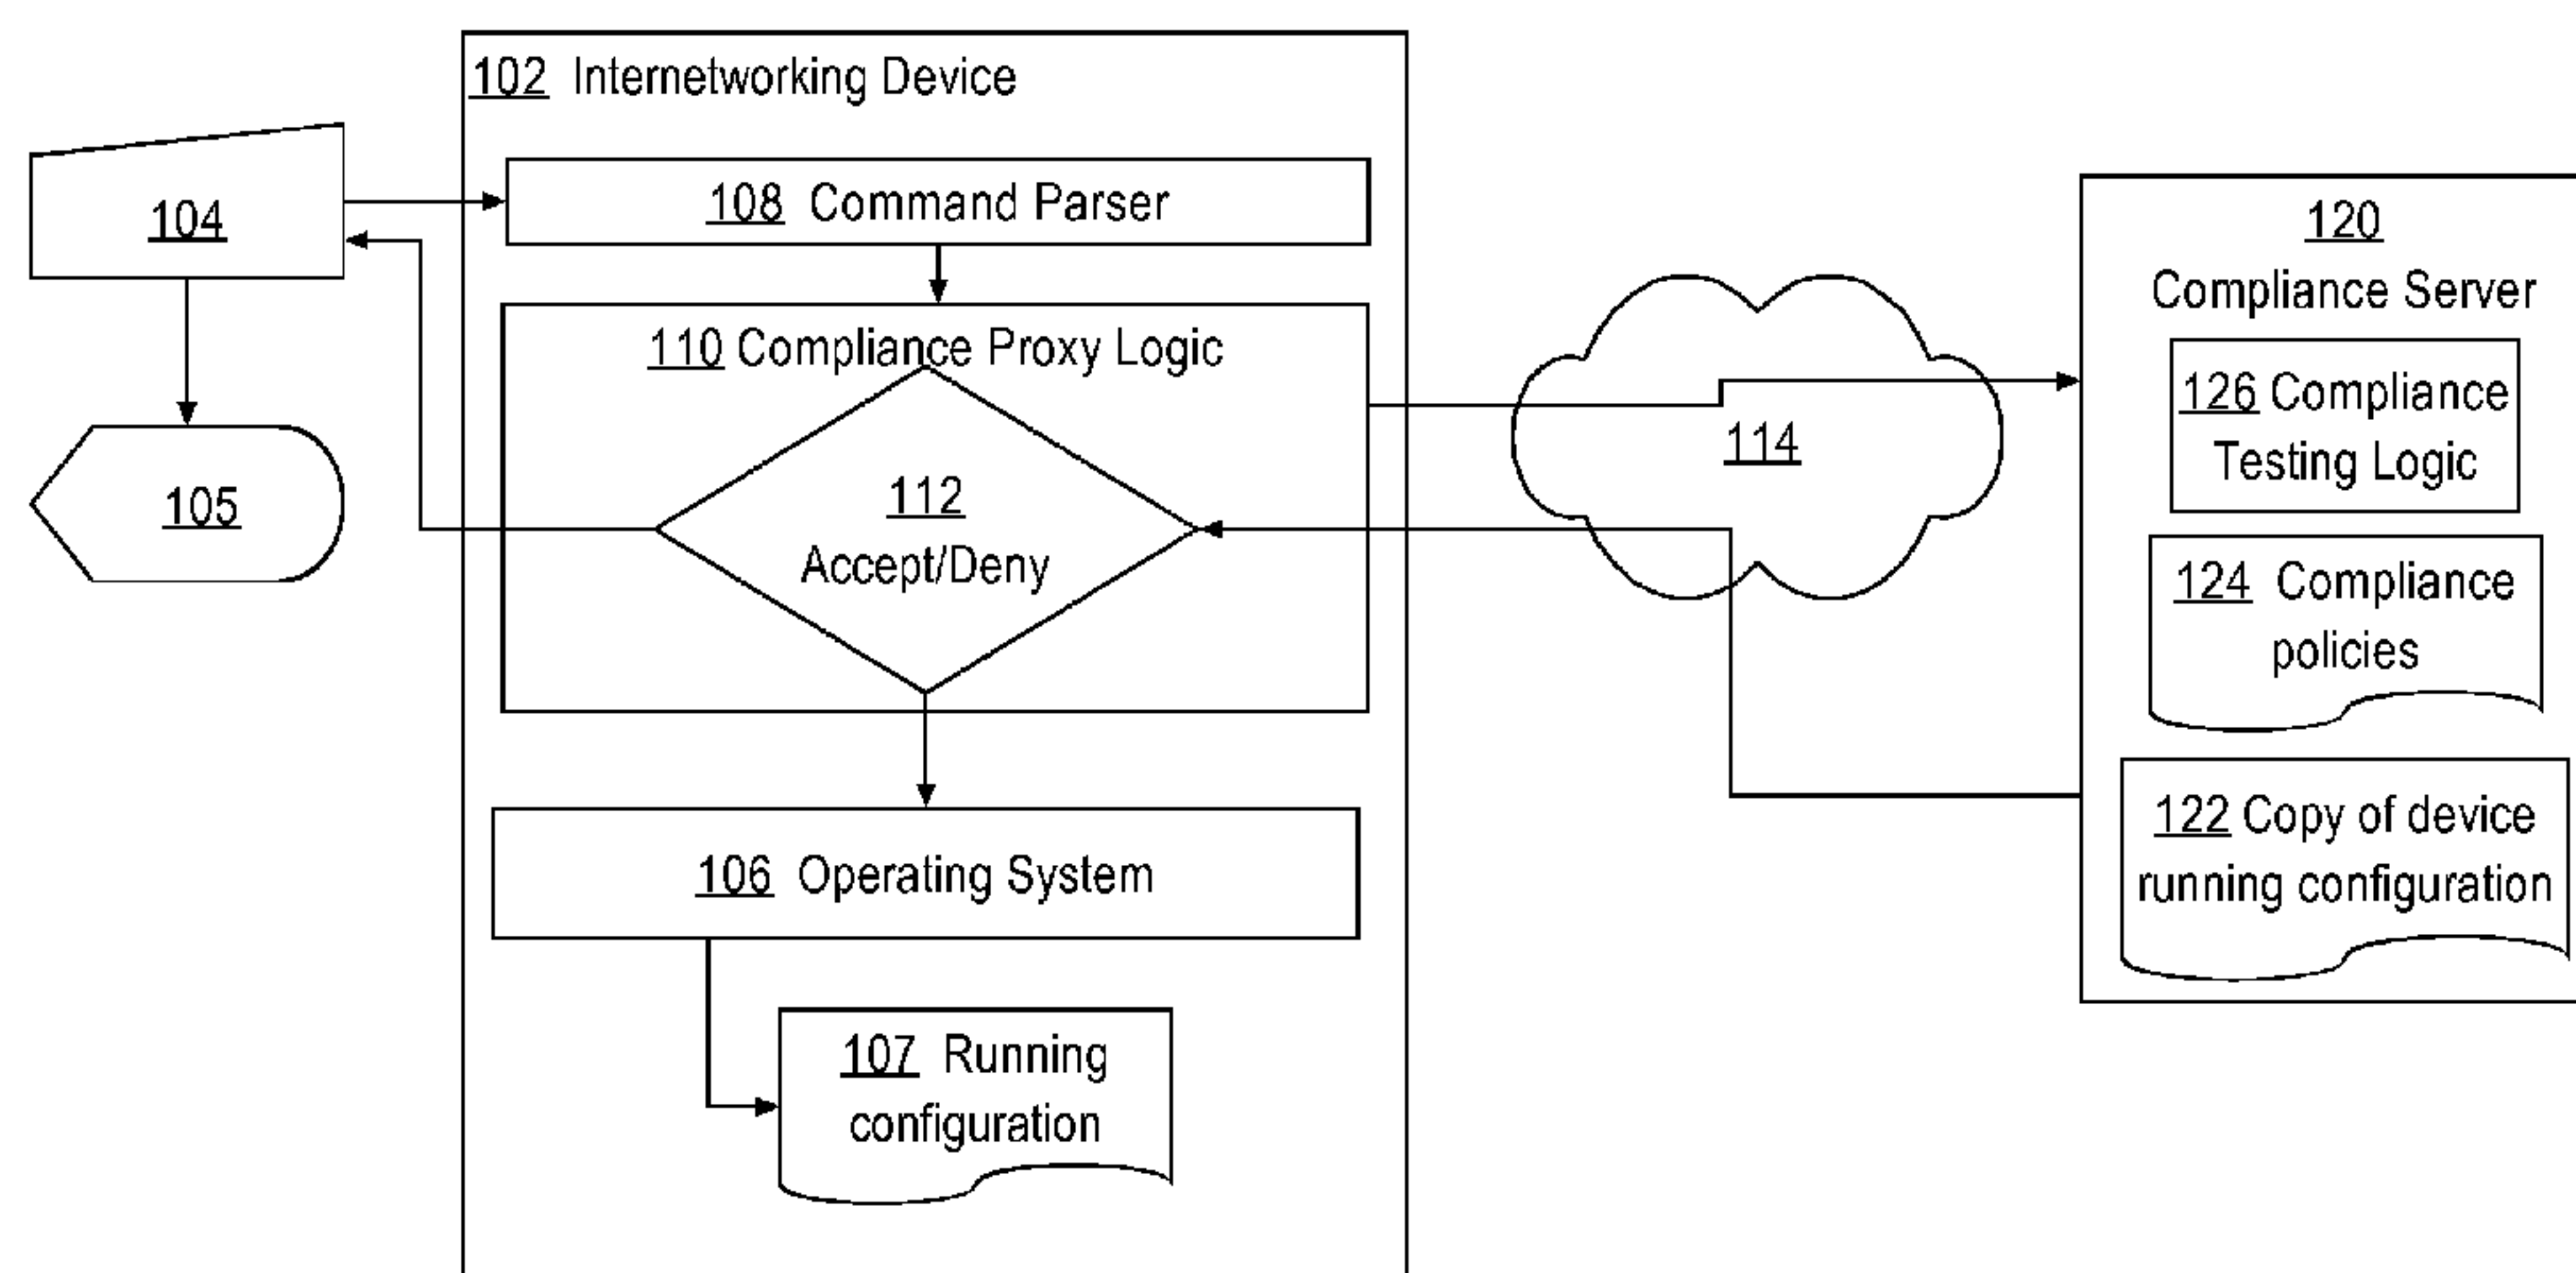 102 Internetworking Device
104
108 Command Parser
110 Compliance Proxy Logic
112
Accept/Deny
105
106 Operating System
107 Running
configuration
114
120
Compliance Server
126 Compliance
Testing Logic
124 Compliance
policies
122 Copy of device
running configuration